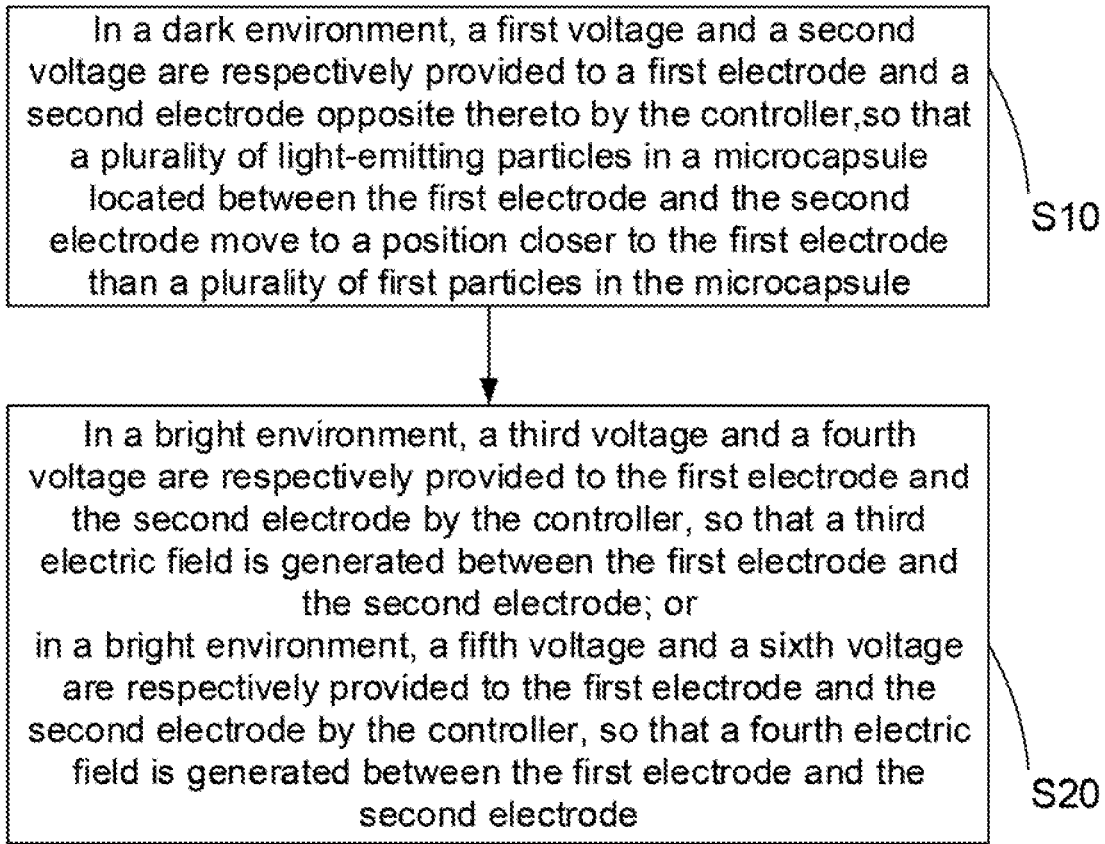 In a dark environment, a first voltage and a second
voltage are respectively provided to a first electrode and a
second electrode opposite thereto by the controller,so that
a plurality of light-emitting particles in a microcapsule
located between the first electrode and the second
electrode move to a position closer to the first electrode
than a plurality of first particles in the microcapsule
S10
In a bright environment, a third voltage and a fourth
voltage are respectively provided to the first electrode and
the second electrode by the controller, so that a third
electric field is generated between the first electrode and
the second electrode; or
in a bright environment, a fifth voltage and a sixth voltage
are respectively provided to the first electrode and the
second electrode by the controller, so that a fourth electric
field is generated between the first electrode and the
second electrode
S20